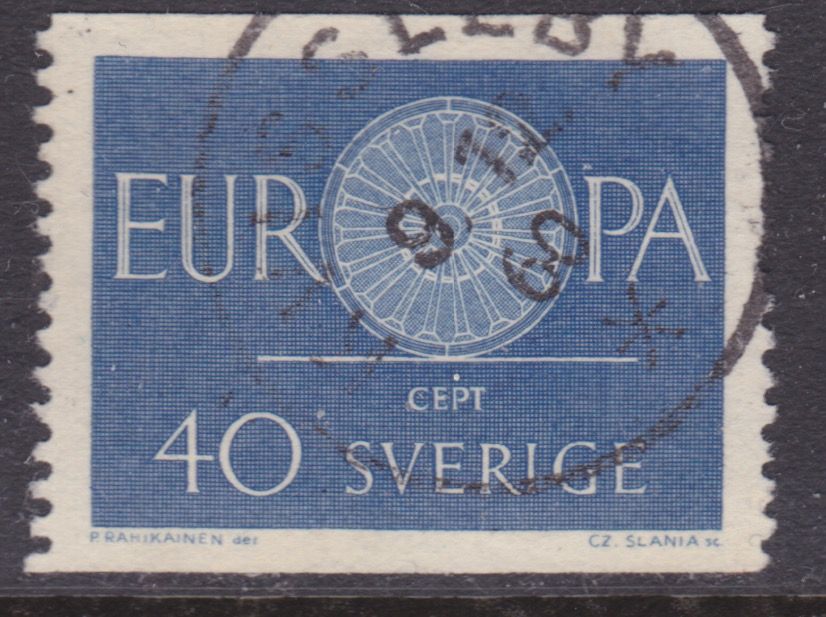 EUROPA
CEPT
40 SVERIGE
P. RAHIKAINEN del
CZ. SLANIA sc.